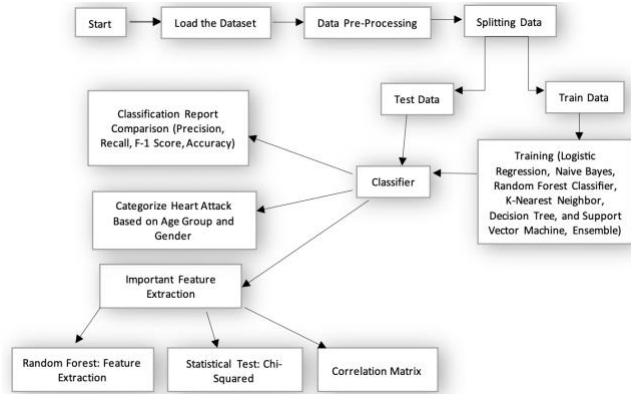 Start
Load the Dataset
Data Pre-Processing
Splitting Data
Test Data
Train Data
Classification Report
Comparison (Precision,
Recall, F-1 Score, Accuracy)
Classifier
Training (Logistic
Regression, Naive Bayes,
Random Forest Classifier,
K-Nearest Neighbor,
Decision Tree, and Support
Vector Machine, Ensemble)
Categorize Heart Attack
Based on Age Group and
Gender
Important Feature
Extraction
Random Forest: Feature
Extraction
Statistical Test: Chi-
Squared
Correlation Matrix